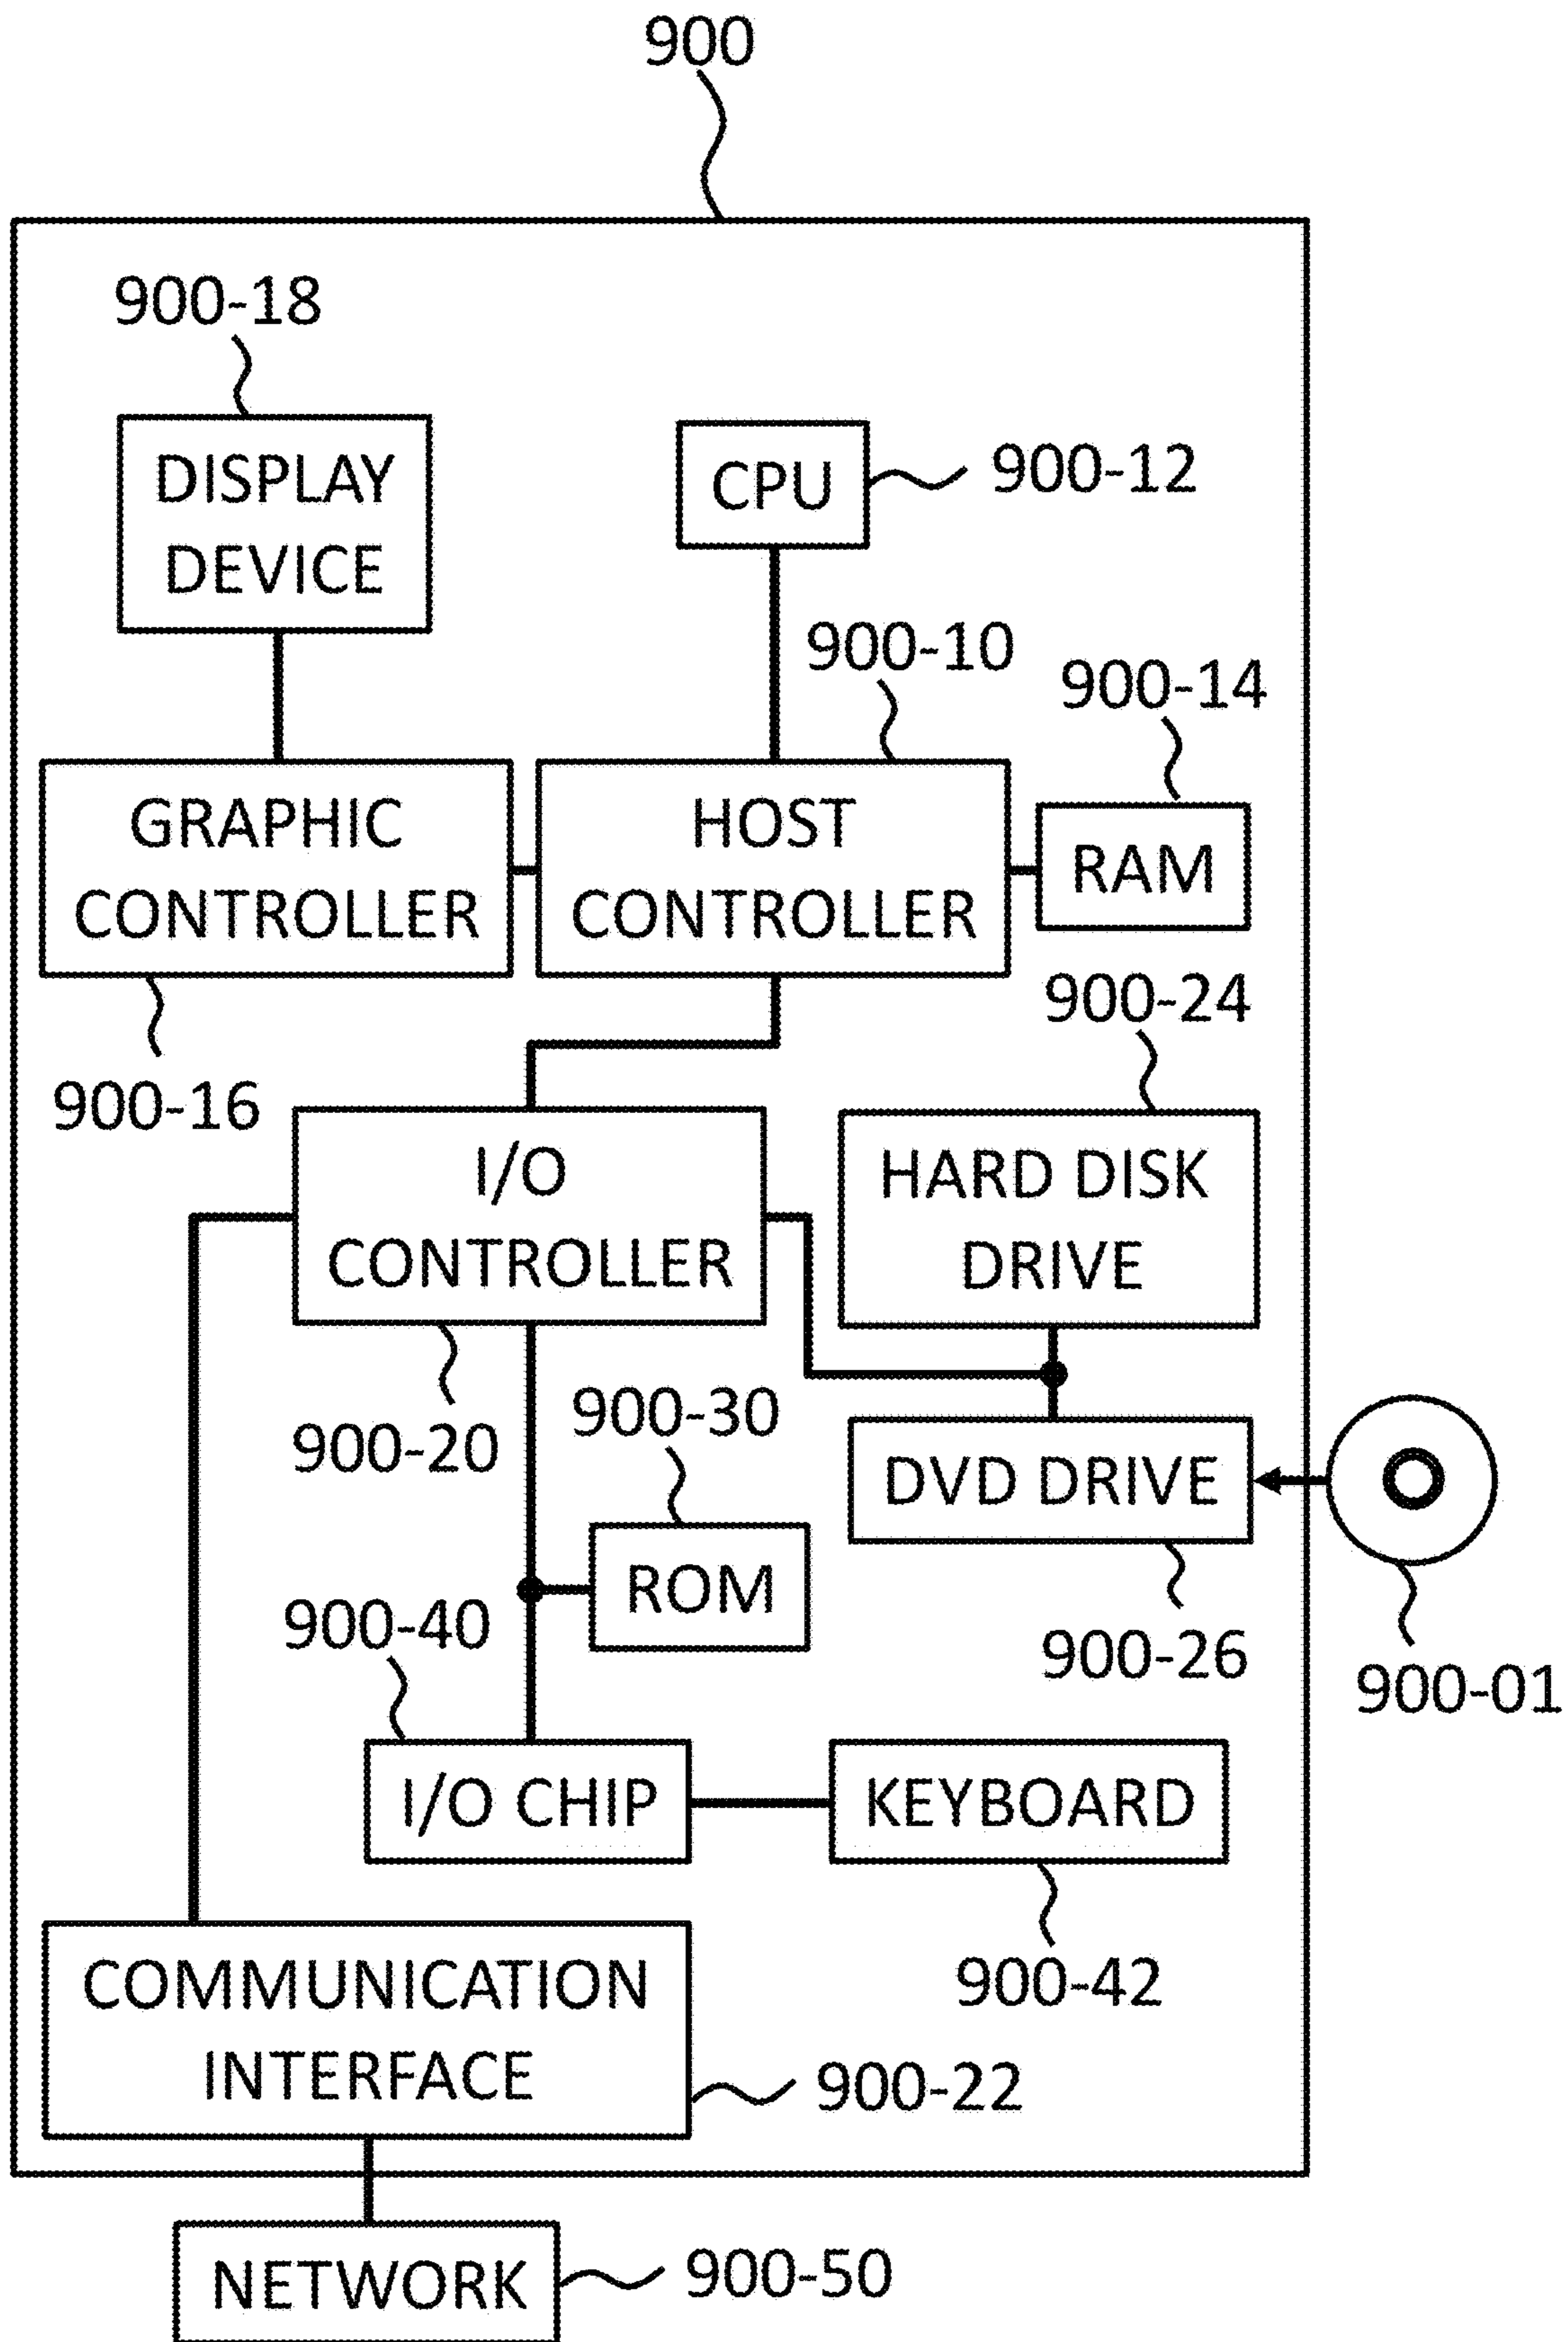 900
900-18
DISPLAY
DEVICE
CPU
900-12
900-10
900-14
GRAPHIC
CONTROLLER
HOST
CONTROLLER
RAM
900-16
900-24
I/O
CONTROLLER
HARD DISK
DRIVE
900-20
900-30
DVD DRIVE
ROM
900-40
900-26
900-01
I/O CHIP
KEYBOARD
900-42
COMMUNICATION
INTERFACE
900-22
NETWORK
900-50